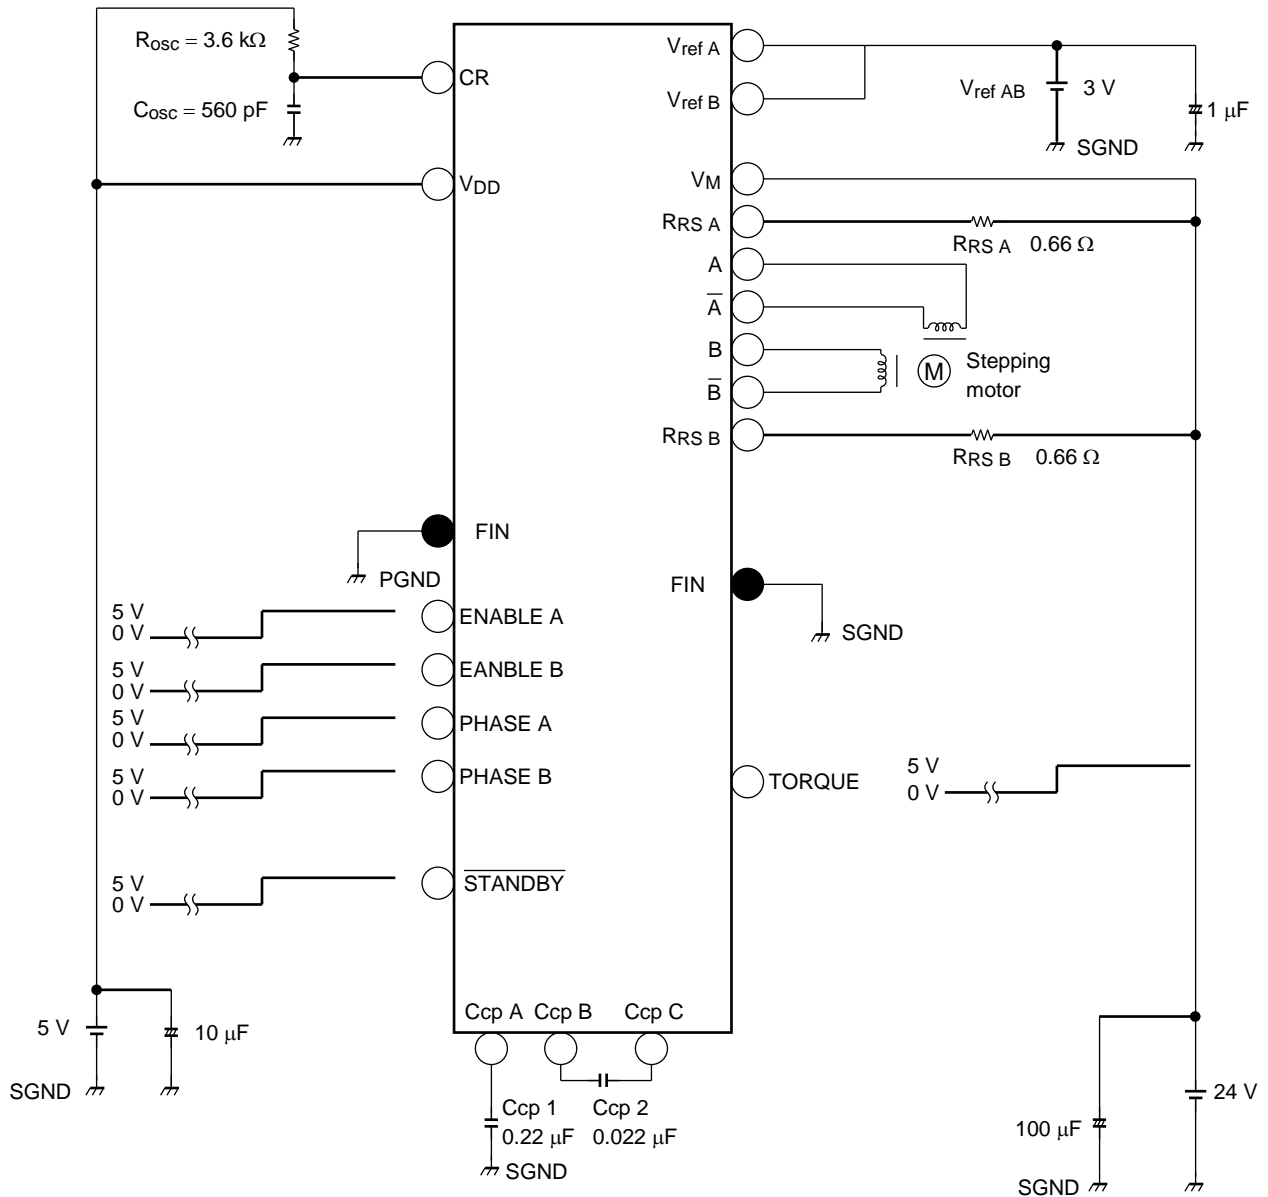 Rosc = 3.6 kΩ
Cosc = 560 pF
CR
VDD
FIN
PGND
5 V
0 V
ENABLE A
5 V
0 V
EANBLE B
5 V
0 V
PHASE A
5 V
0 V
PHASE B
5 V
0 V
STANDBY
5 V
10 μF
SGND
Ccp A
Ccp B
Ccp C
Ccp 1
0.22 μF
SGND
Ccp 2
0.022 μF
Vref A
Vref B
Vref AB
3 V
SGND
1 μF
VM
RRS A
RRS A 0.66 Ω
A
A
B
B
M
Stepping
motor
RRS B
RRS B 0.66 Ω
FIN
SGND
TORQUE
5 V
0 V
100 μF
SGND
24 V